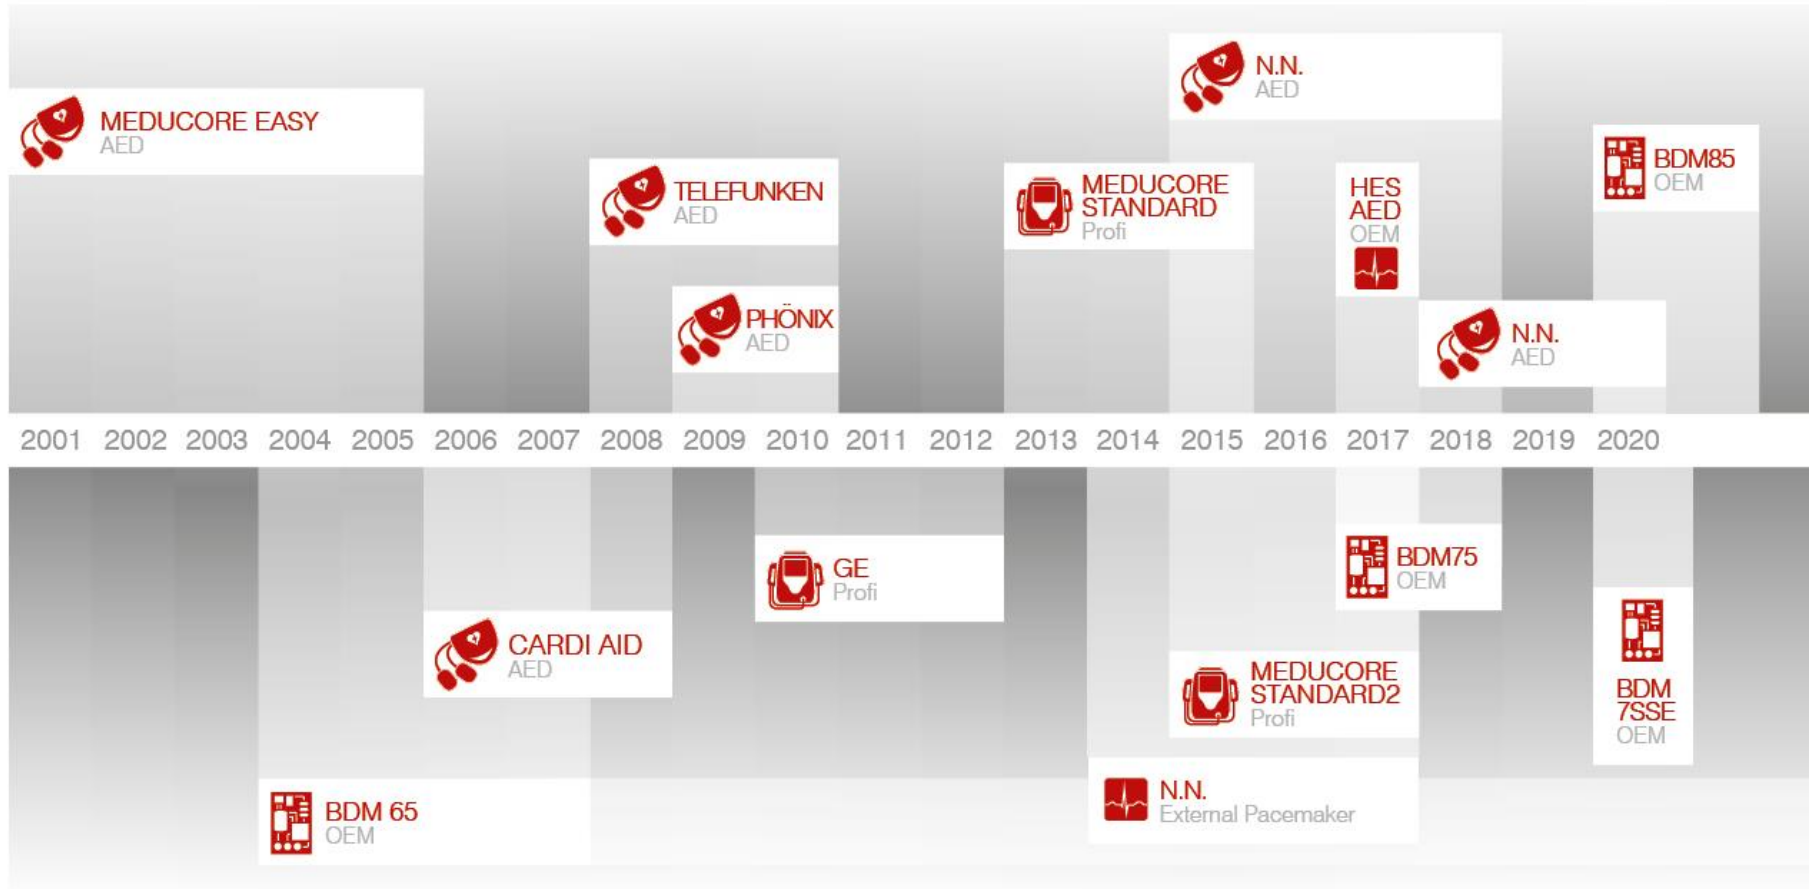 N.N.
AED
MEDUCORE EASY
AED
TELEFUNKEN
AED
PHÖNIX
AED
MEDUCORE
STANDARD
Profi
HES
AED
OEM
BDM85
OEM
N.N.
AED
2001 2002 2003 2004 2005 2006 2007 2008 2009 2010 2011 2012 2013 2014 2015 2016 2017 2018 2019 2020
GE
Profi
BDM75
OEM
CARDI AID
AED
MEDUCORE
STANDARD2
Profi
BDM
7SSE
OEM
BDM 65
OEM
N.N.
External Pacemaker